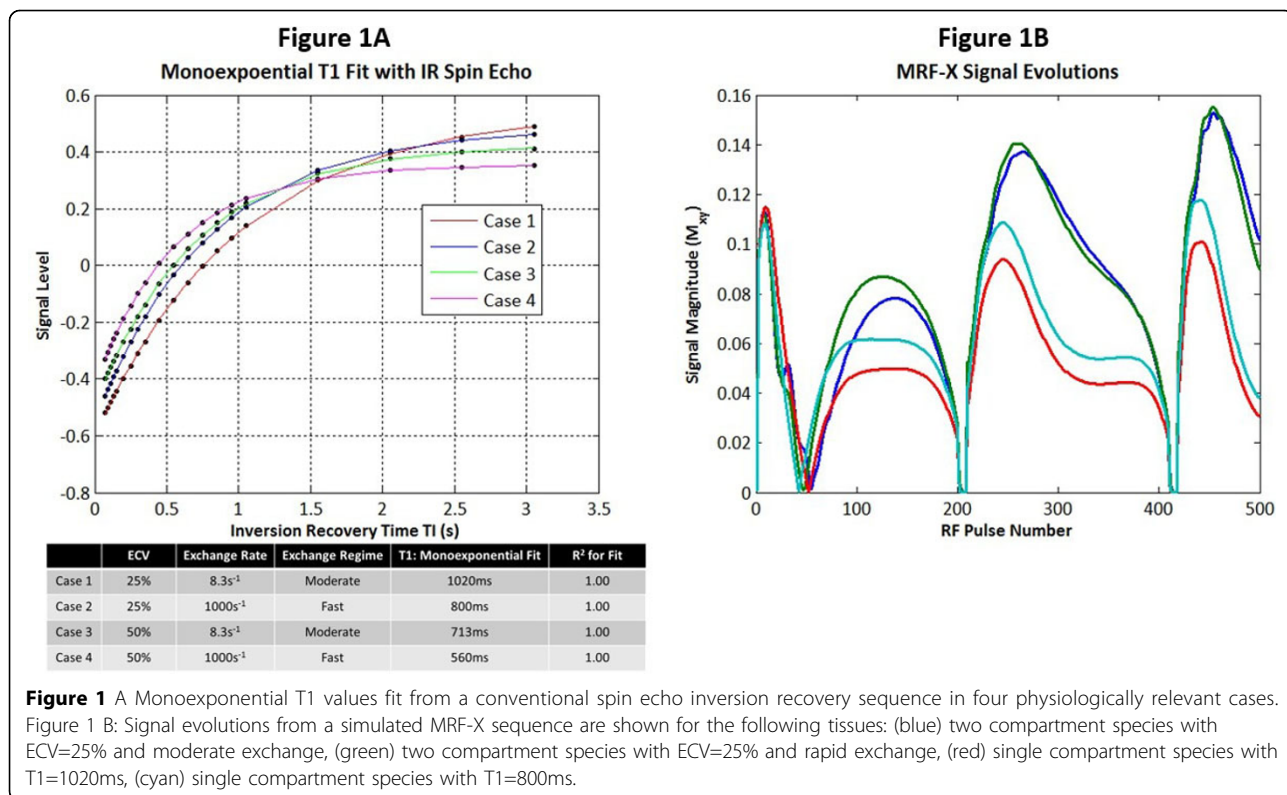 Figure 1A
Monoexpoential T1 Fit with IR Spin Echo
0.6
0.4
0.2
0
-0.2
-0.4
-0.6
-0.8
Signal Level
0 0.5 1 1.5 2 2.5 3 3.5
Inversion Recovery Time TI (s)
Case 1
Case 2
Case 3
Case 4
ECV Exchange Rate Exchange Regime T1: Monoexponential Fit R² for Fit
Case 1 25% 8.3s⁻¹ Moderate 1020ms 1.00
Case 2 25% 1000s⁻¹ Fast 800ms 1.00
Case 3 50% 8.3s⁻¹ Moderate 713ms 1.00
Case 4 50% 1000s⁻¹ Fast 560ms 1.00
Figure 1B
MRF-X Signal Evolutions
0.16
0.14
0.12
0.1
0.08
0.06
0.04
0.02
0
Signal Magnitude (Mxy)
0 100 200 300 400 500
RF Pulse Number
Figure 1 A Monoexponential T1 values fit from a conventional spin echo inversion recovery sequence in four physiologically relevant cases.
Figure 1 B: Signal evolutions from a simulated MRF-X sequence are shown for the following tissues: (blue) two compartment species with
ECV=25% and moderate exchange, (green) two compartment species with ECV=25% and rapid exchange, (red) single compartment species with
T1=1020ms, (cyan) single compartment species with T1=800ms.